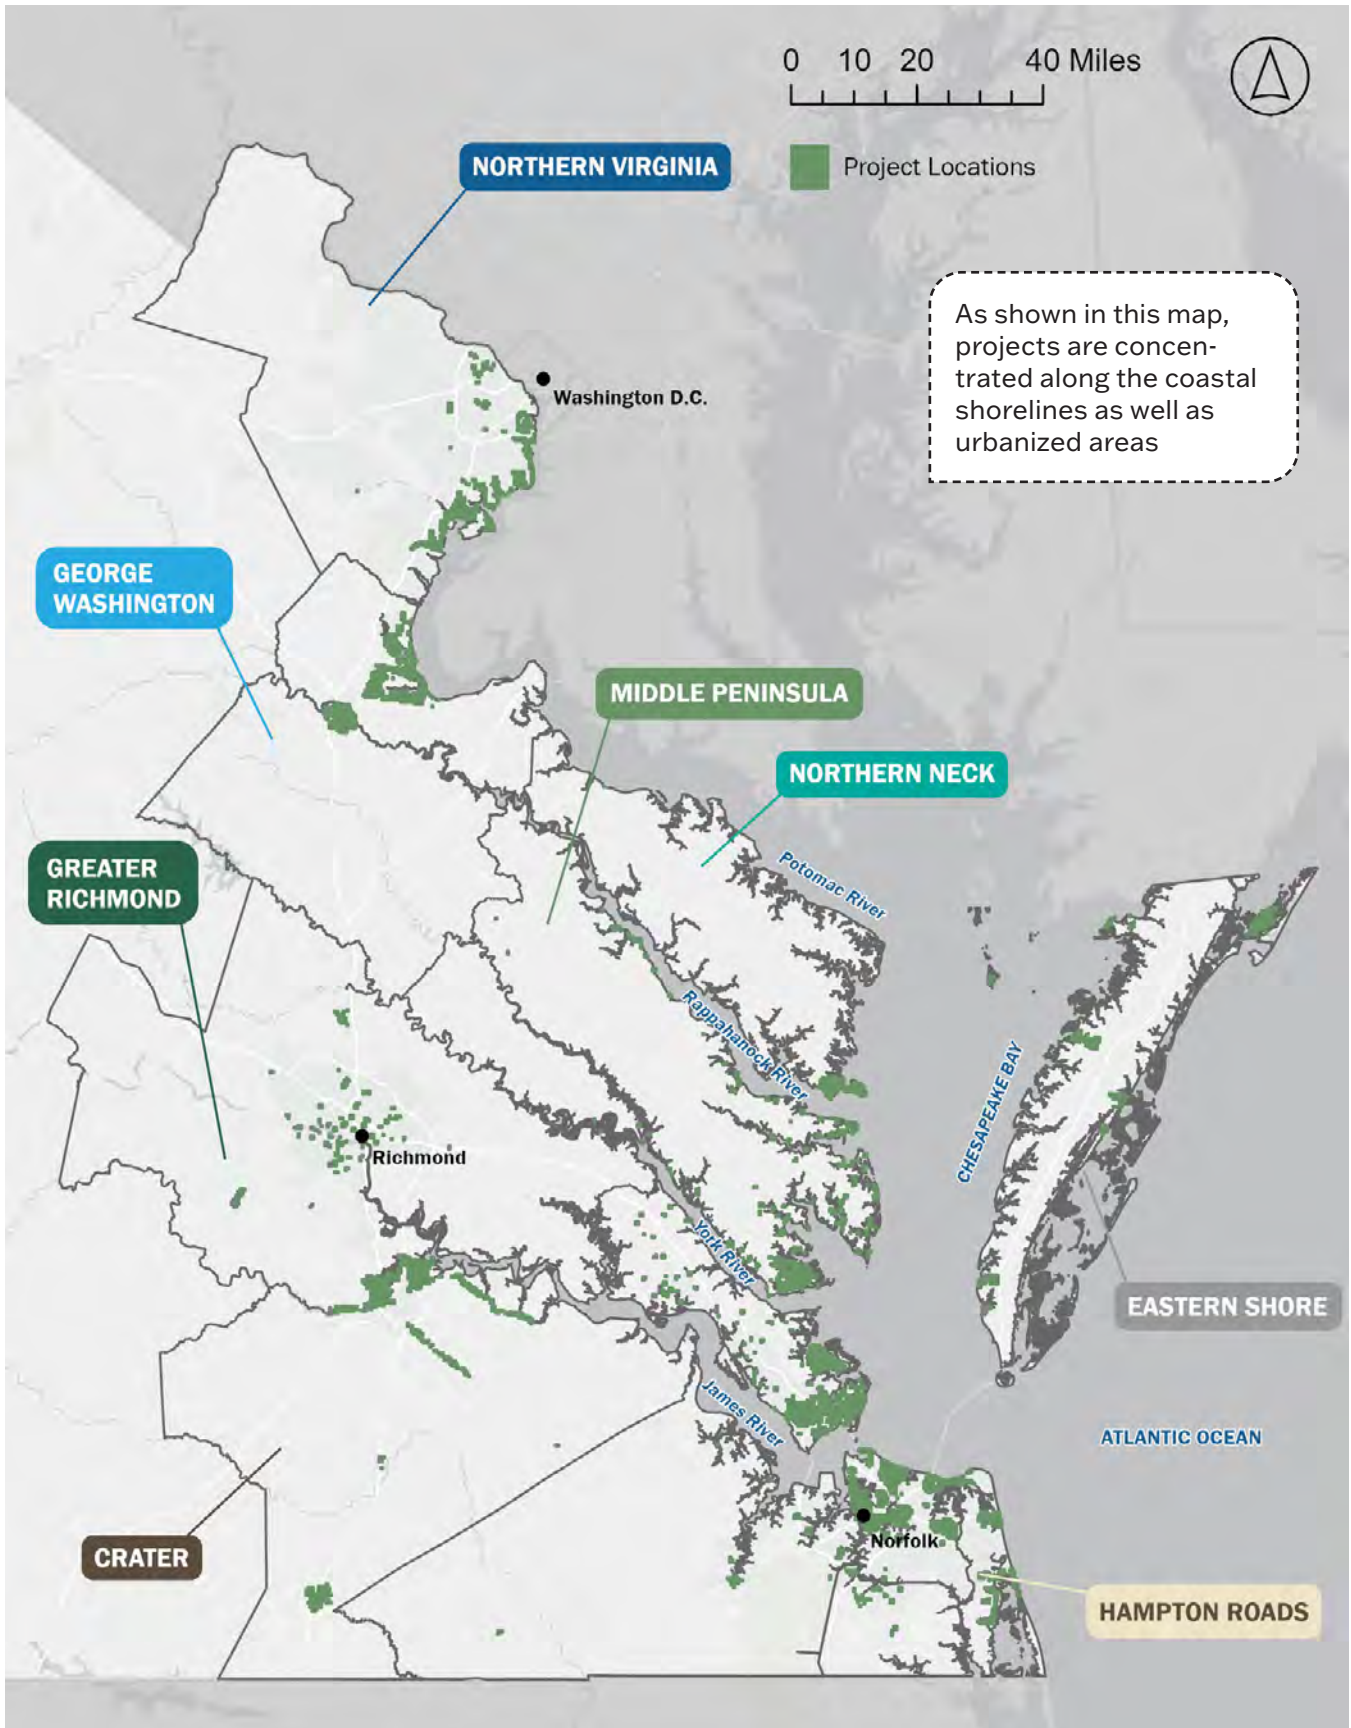 0 10 20 40 Miles
Project Locations
NORTHERN VIRGINIA
As shown in this map,
projects are concen-
trated along the coastal
shorelines as well as
urbanized areas
Washington D.C.
GEORGE
WASHINGTON
MIDDLE PENINSULA
NORTHERN NECK
GREATER
RICHMOND
Potomac River
Rappahanock River
CHESAPEAKE BAY
Richmond
York River
EASTERN SHORE
James River
ATLANTIC OCEAN
Norfolk
CRATER
HAMPTON ROADS